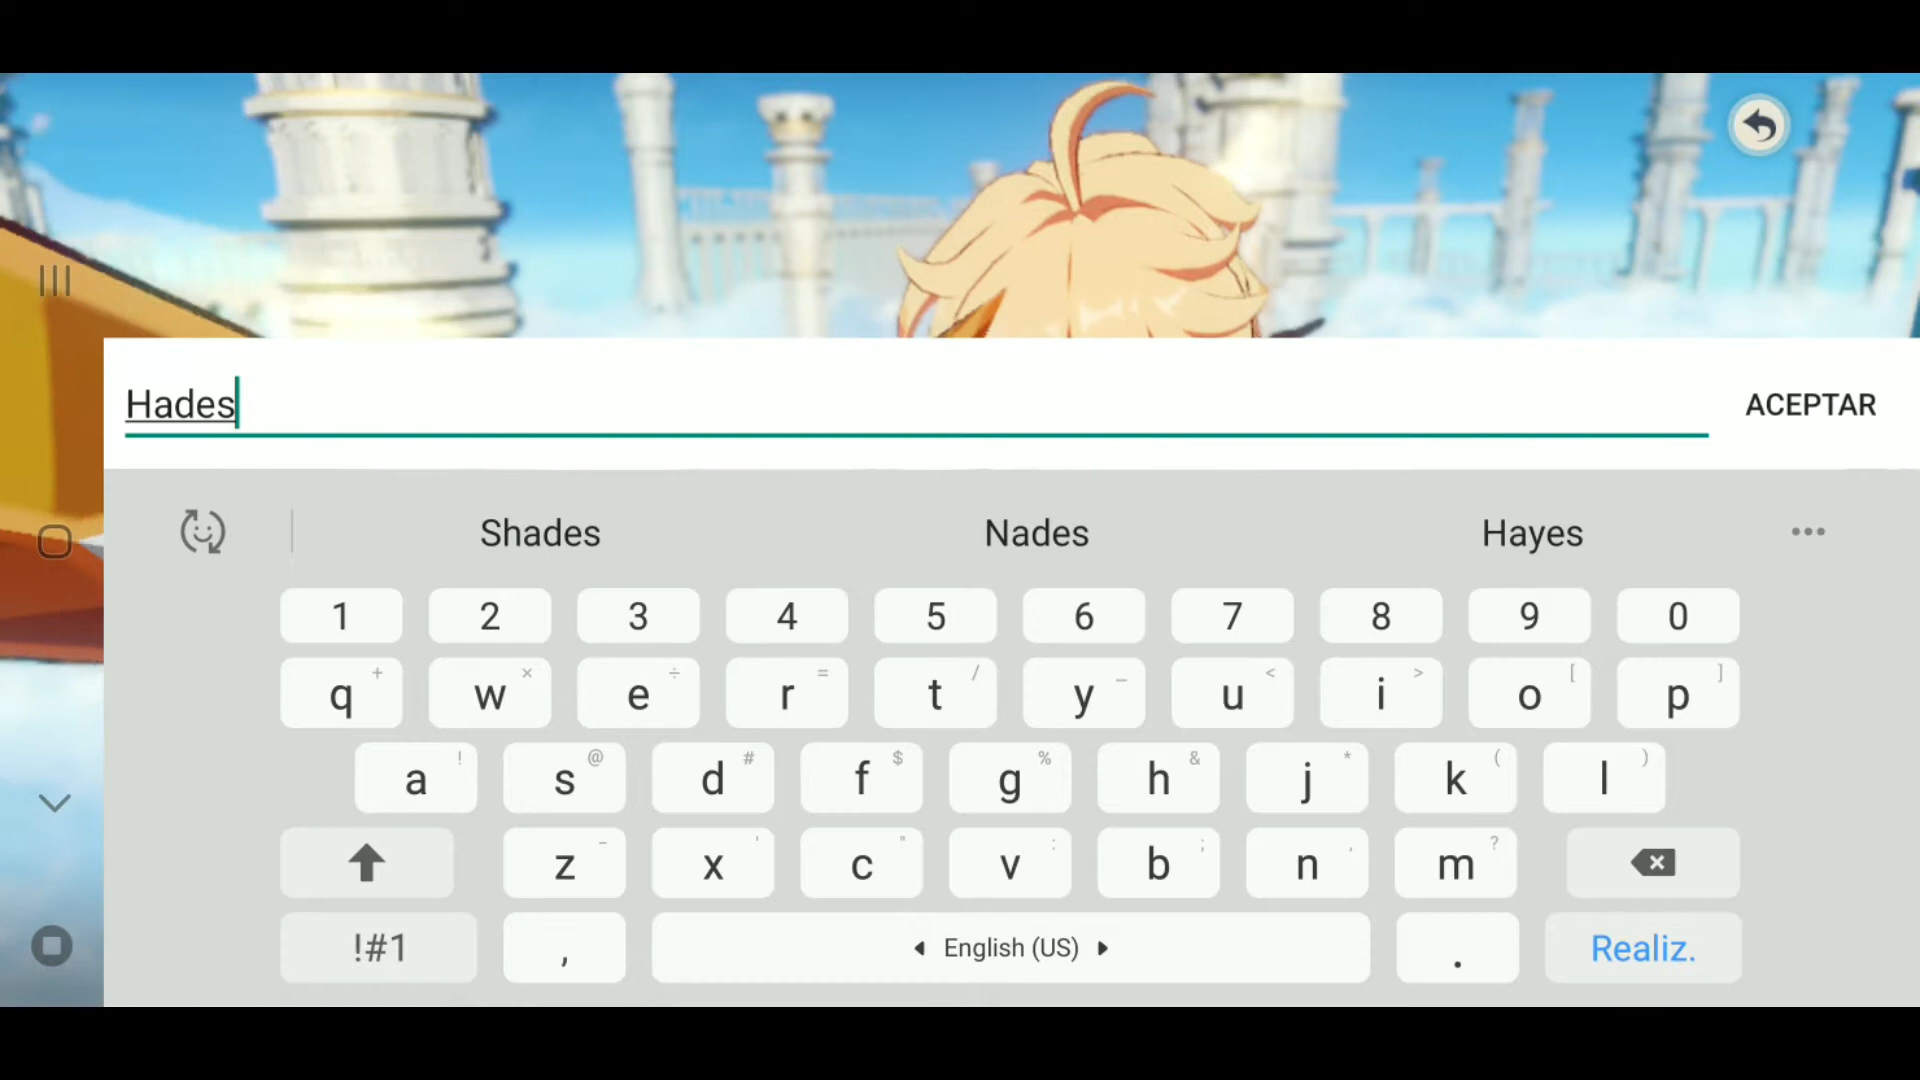 Hades
ACEPTAR
Shades Nades Hayes
1 2 3 4 5 6 7 8 9 0
q + w × e ÷ r = t / y _ u < i > o [ p ]
a ! s @ d # f $ g % h & j * k ( l )
z - x ' c " v : b ; n , m ?
!#1 , English (US) . Realiz.